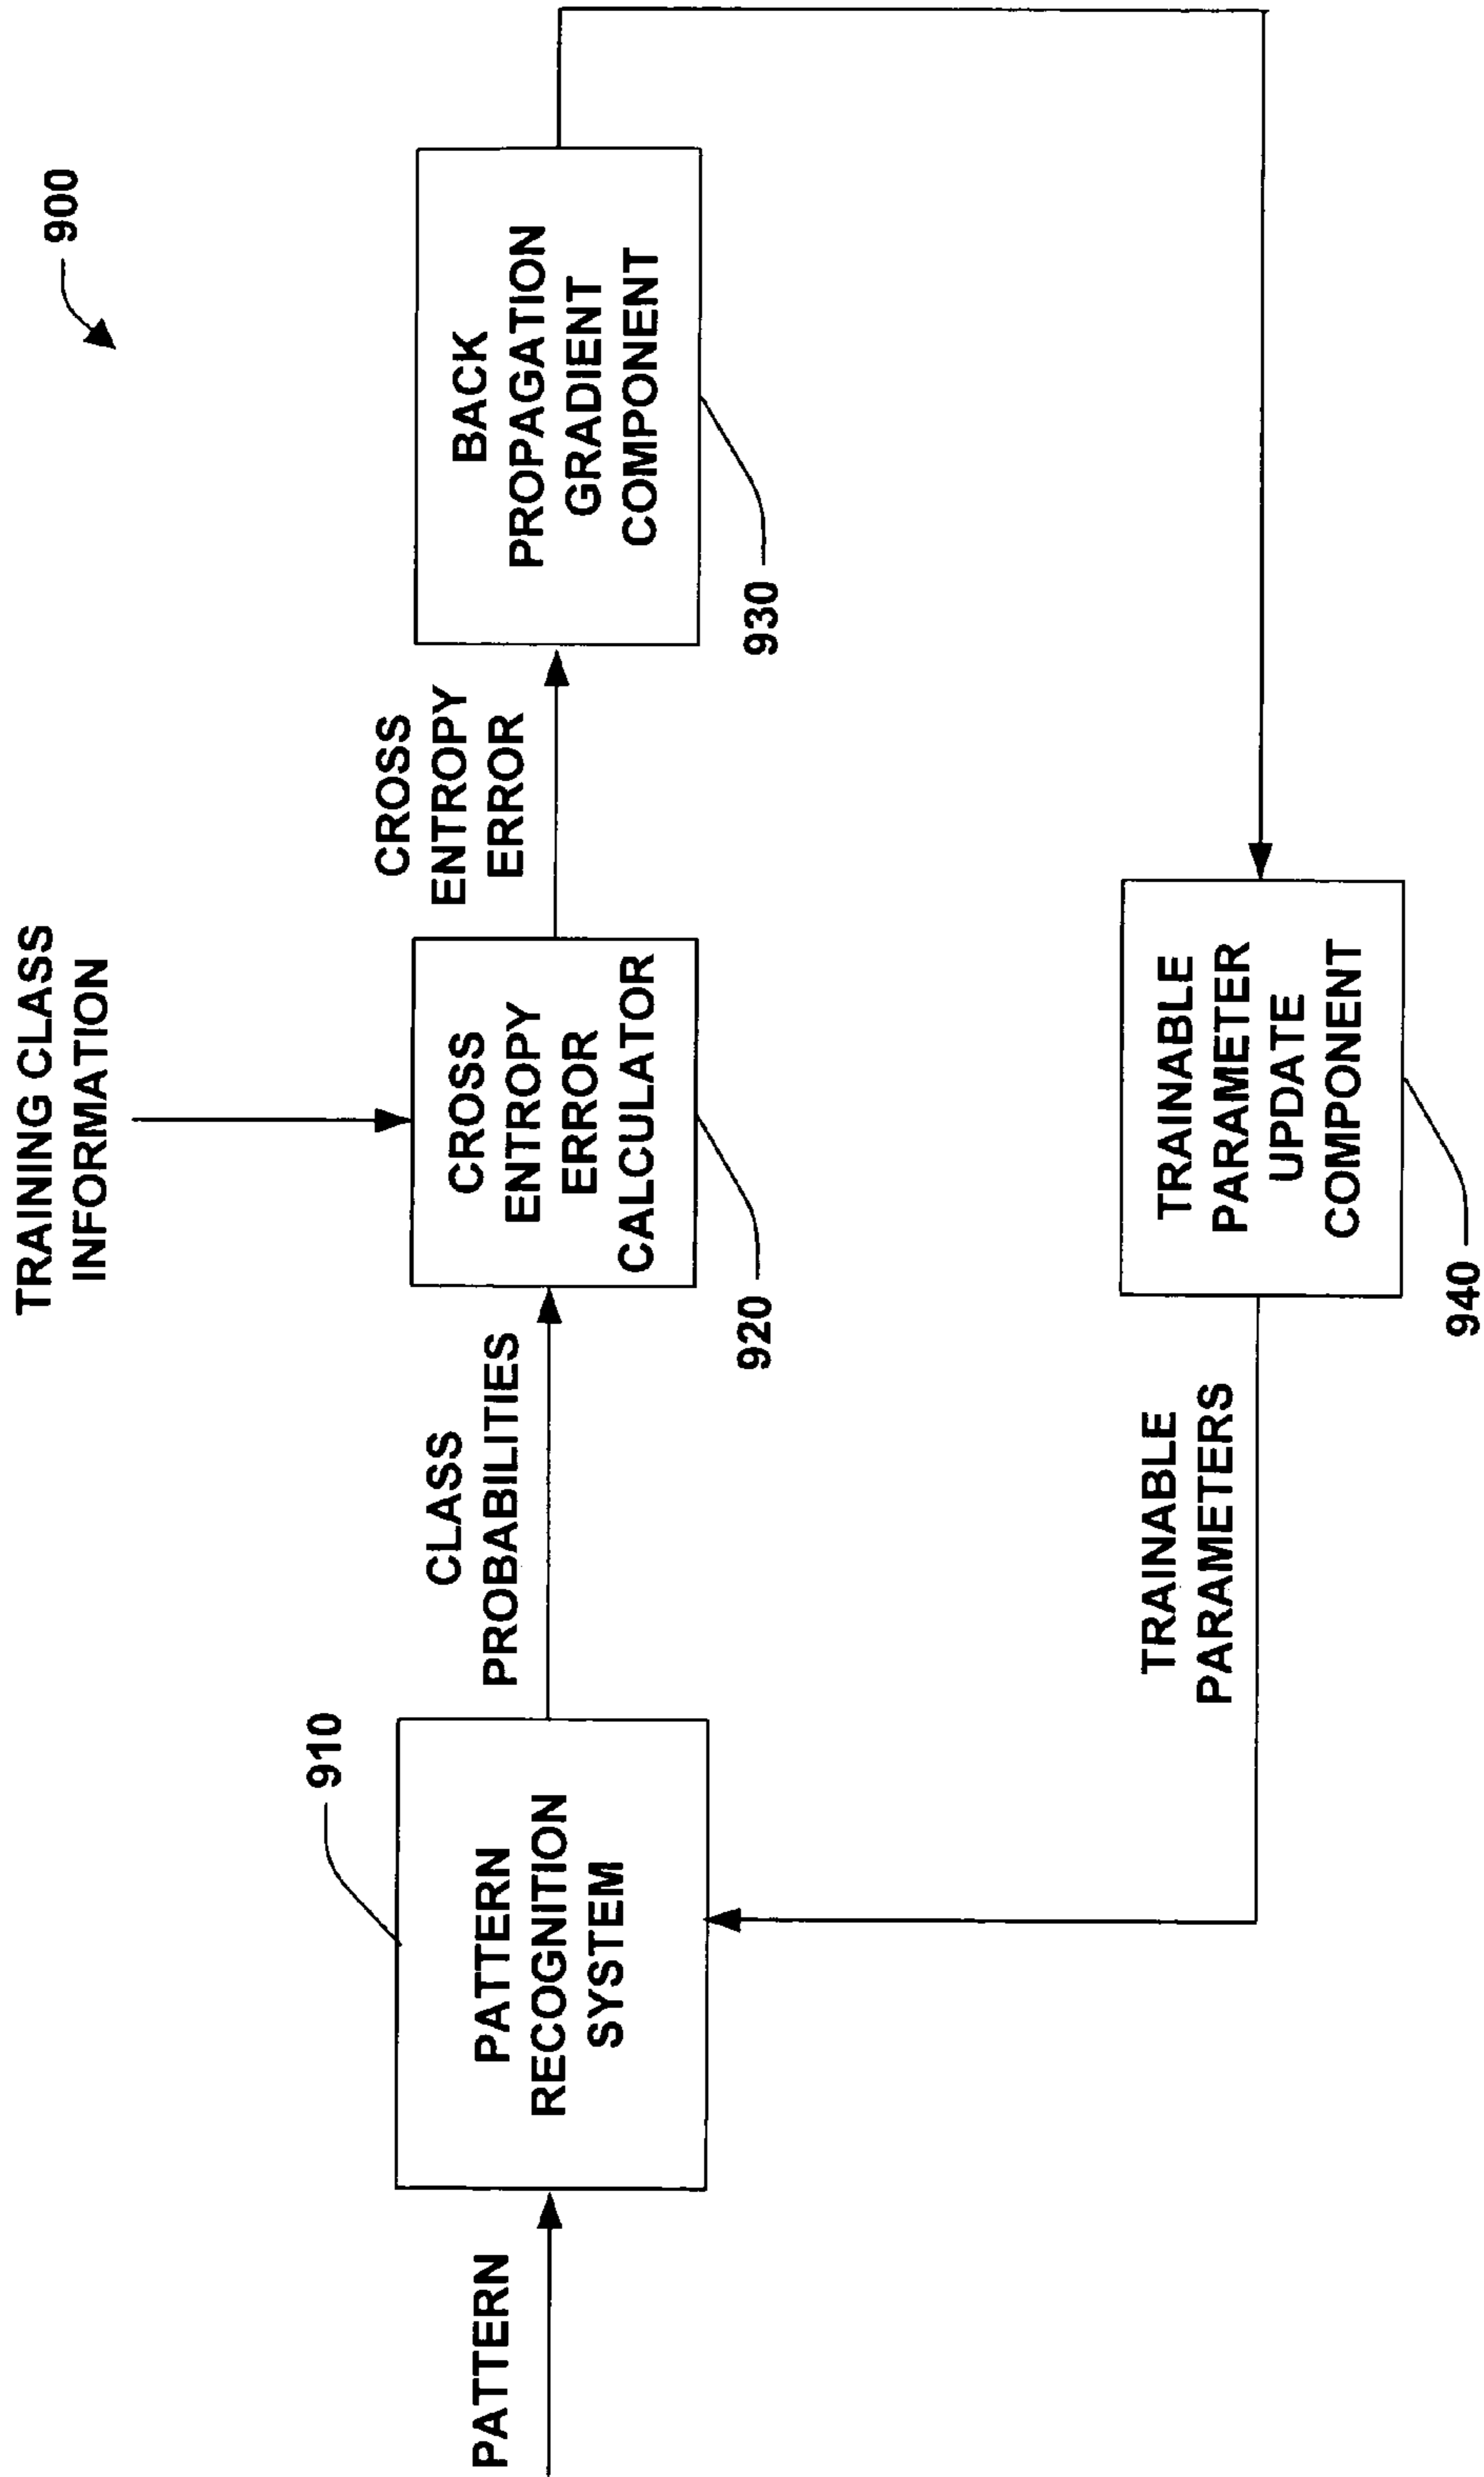 900
TRAINING CLASS
INFORMATION
PATTERN
910
PATTERN
RECOGNITION
SYSTEM
CLASS
PROBABILITIES
CROSS
ENTROPY
ERROR
CALCULATOR
920
CROSS
ENTROPY
ERROR
BACK
PROPAGATION
GRADIENT
COMPONENT
930
TRAINABLE
PARAMETER
UPDATE
COMPONENT
940
TRAINABLE
PARAMETERS